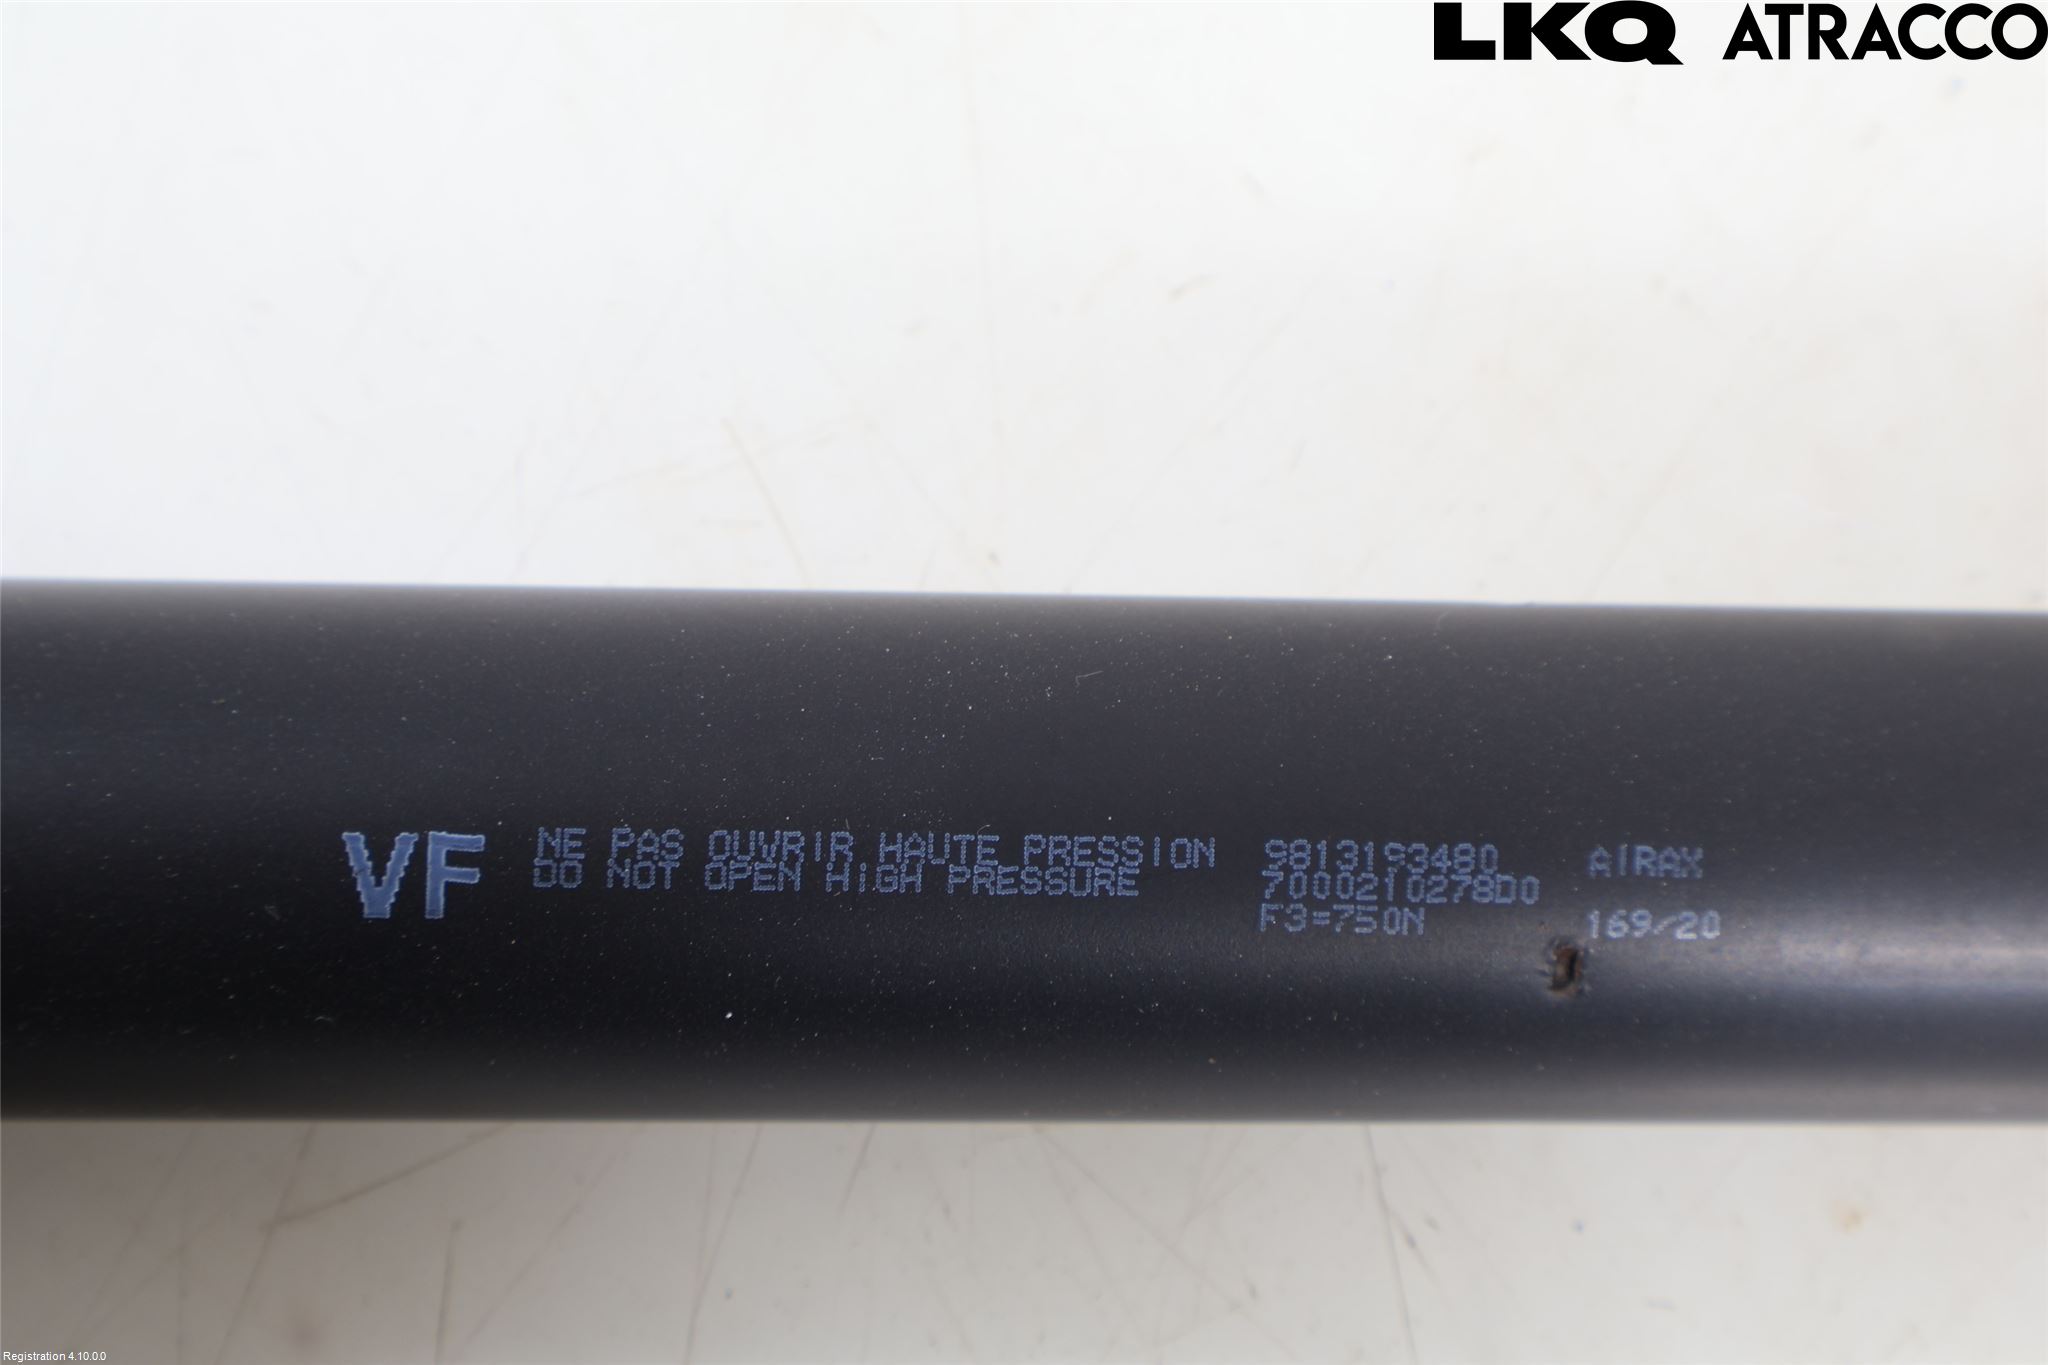 LKQ ATRACCO
VF
NE PAS OUVRIR HAUTE PRESSION
DO NOT OPEN HIGH PRESSURE
9813193480
7000210278D0
F3=750N
AIRAX
169/20
Registration 4.10.0.0